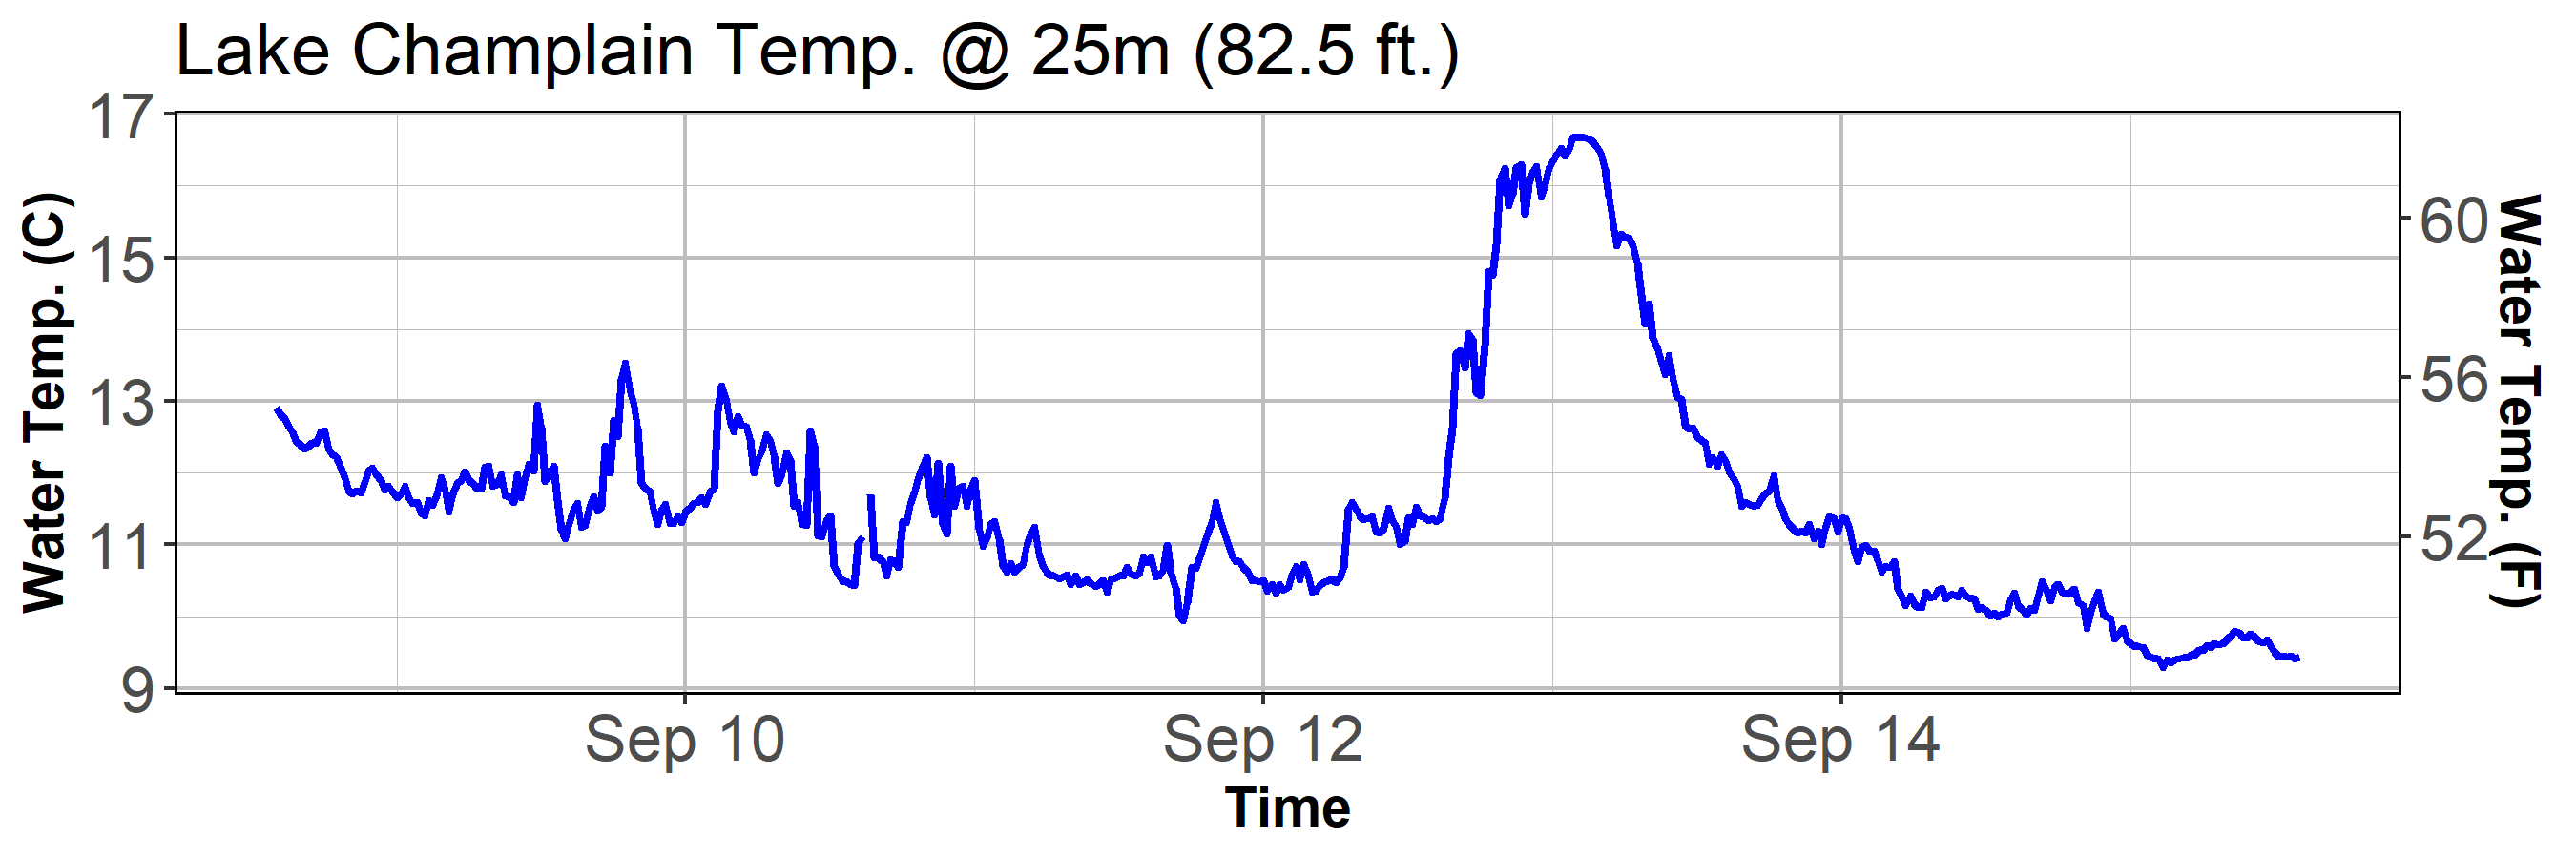 Lake Champlain Temp. @ 25m (82.5 ft.)
Water Temp. (C)
17
15
13
11
9
60
56
52
Water Temp. (F)
Sep 10
Sep 12
Sep 14
Time